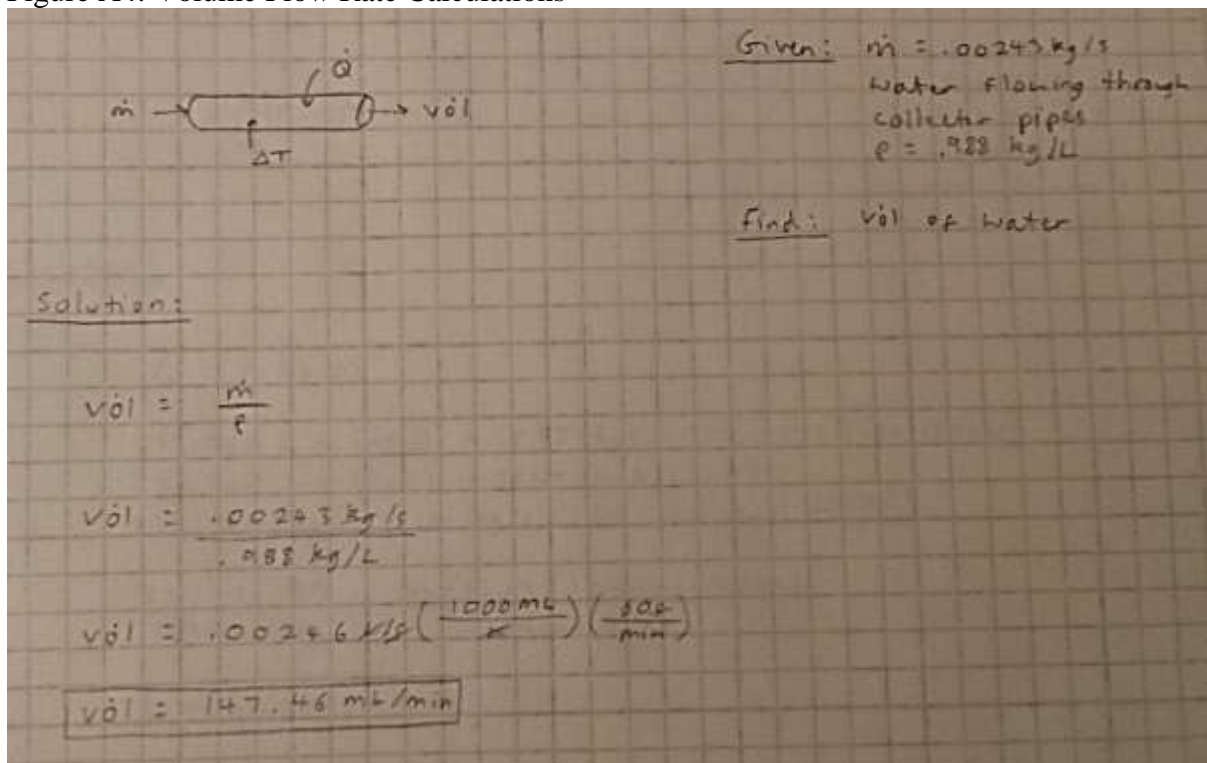 Figure A4.: Volume Flow Rate Calculations
Given: ṁ = .00243 kg/s
water flowing through
collector pipes
ρ = .988 kg/L
Q̇
ṁ → → vȯl
ΔT
Find: vȯl of water
Solution:
vȯl = ṁ/ρ
vȯl = .00243 kg/s
.988 kg/L
vȯl = .00246 L/s (1000 mL/L)(60s/min)
vȯl = 147.46 mL/min